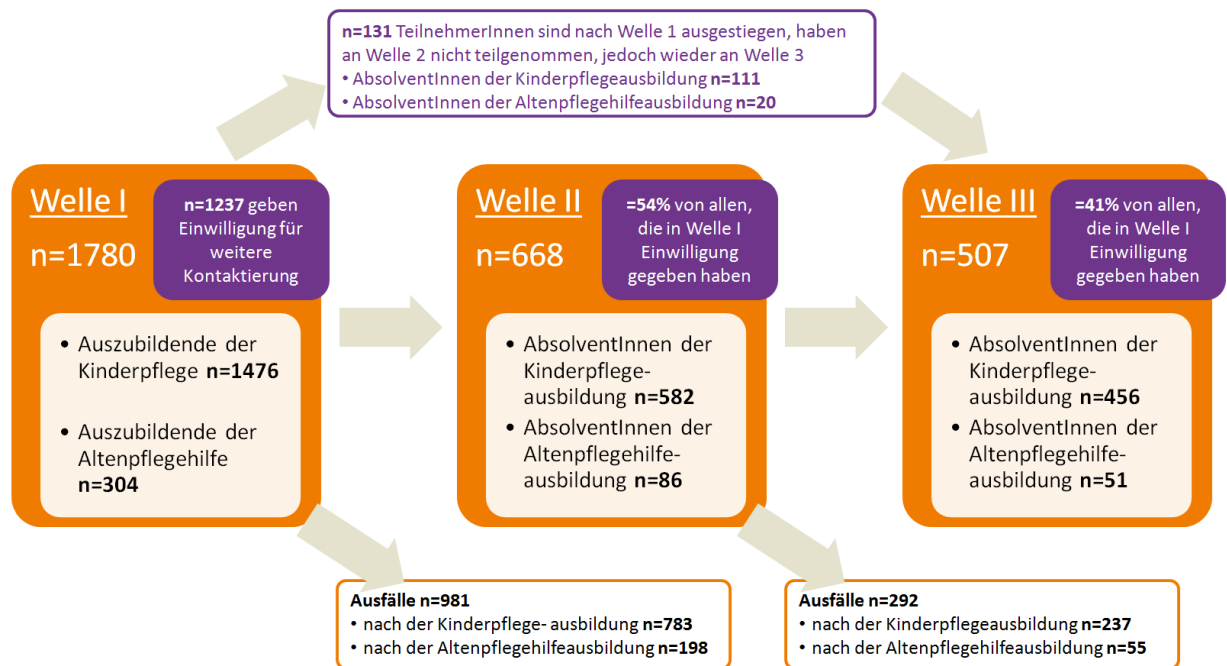 n=131 TeilnehmerInnen sind nach Welle 1 ausgestiegen, haben
an Welle 2 nicht teilgenommen, jedoch wieder an Welle 3
• AbsolventInnen der Kinderpflegeausbildung n=111
• AbsolventInnen der Altenpflegehilfeausbildung n=20
Welle I
n=1780
n=1237 geben
Einwilligung für
weitere
Kontaktierung
• Auszubildende der
Kinderpflege n=1476
• Auszubildende der
Altenpflegehilfe
n=304
Welle II
n=668
=54% von allen,
die in Welle I
Einwilligung
gegeben haben
• AbsolventInnen der
Kinderpflege-
ausbildung n=582
• AbsolventInnen der
Altenpflegehilfe-
ausbildung n=86
Welle III
n=507
=41% von allen,
die in Welle I
Einwilligung
gegeben haben
• AbsolventInnen der
Kinderpflege-
ausbildung n=456
• AbsolventInnen der
Altenpflegehilfe-
ausbildung n=51
Ausfälle n=981
• nach der Kinderpflege- ausbildung n=783
• nach der Altenpflegehilfeausbildung n=198
Ausfälle n=292
• nach der Kinderpflegeausbildung n=237
• nach der Altenpflegehilfeausbildung n=55